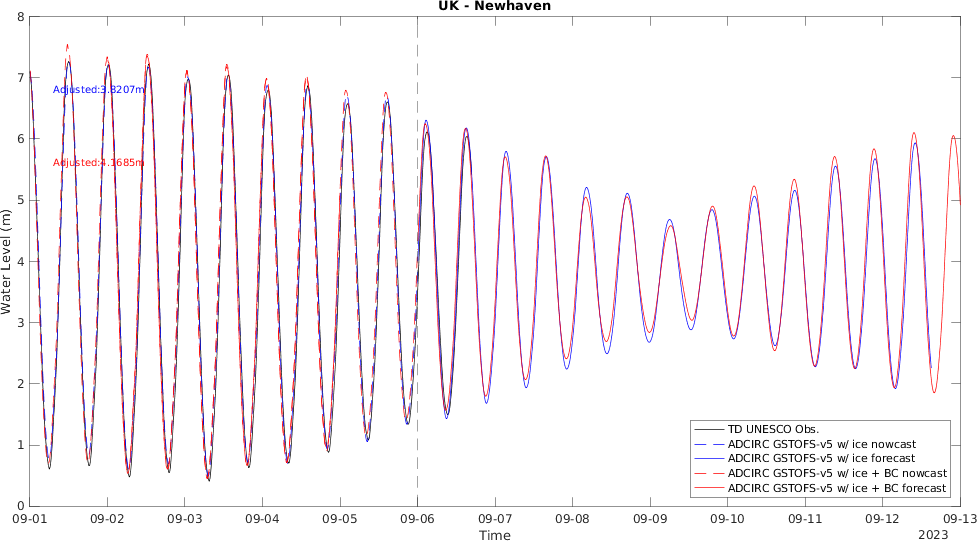 UK - Newhaven
8
7
6
5
4
3
2
1
0
Water Level (m)
Adjusted:3.8207m
Adjusted:4.1685m
TD UNESCO Obs.
ADCIRC GSTOFS-v5 w/ ice nowcast
ADCIRC GSTOFS-v5 w/ ice forecast
ADCIRC GSTOFS-v5 w/ ice + BC nowcast
ADCIRC GSTOFS-v5 w/ ice + BC forecast
09-01 09-02 09-03 09-04 09-05 09-06 09-07 09-08 09-09 09-10 09-11 09-12 09-13
Time
2023